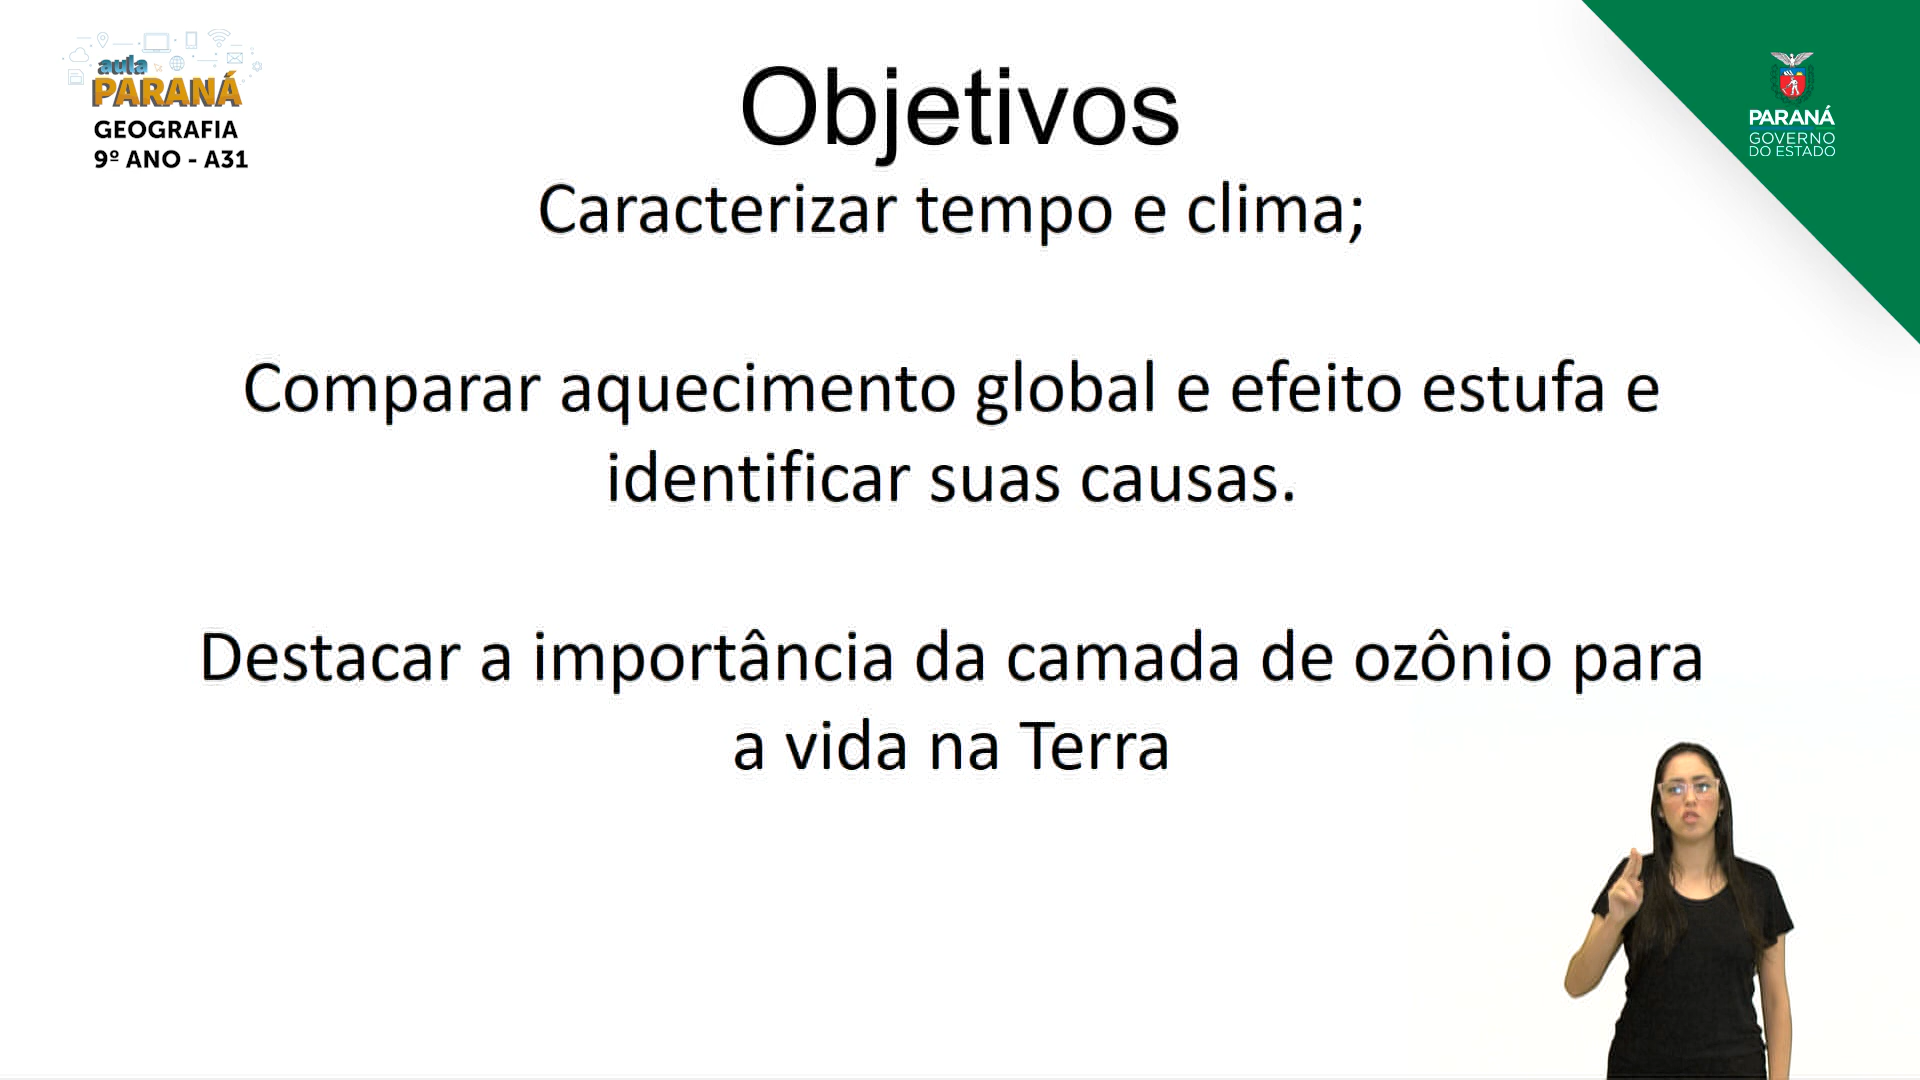 aula
PARANÁ
GEOGRAFIA
9º ANO - A31
Objetivos
PARANÁ
GOVERNO
DO ESTADO
Caracterizar tempo e clima;
Comparar aquecimento global e efeito estufa e
identificar suas causas.
Destacar a importância da camada de ozônio para
a vida na Terra